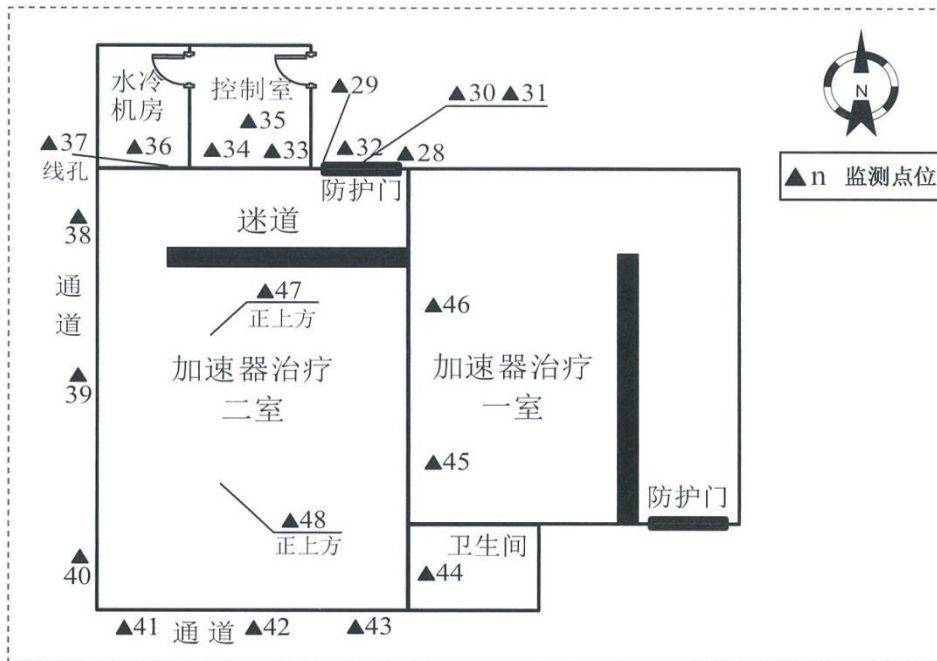 水冷
机房
控制室
▲29
▲30 ▲31
N
▲37
线孔
▲36
▲35
▲34
▲33
▲32
▲28
防护门
▲n 监测点位
▲
38
迷道
通
道
▲47
正上方
▲46
▲
39
加速器治疗
二室
加速器治疗
一室
▲45
▲48
正上方
防护门
卫生间
▲
40
▲44
▲41
通道
▲42
▲43